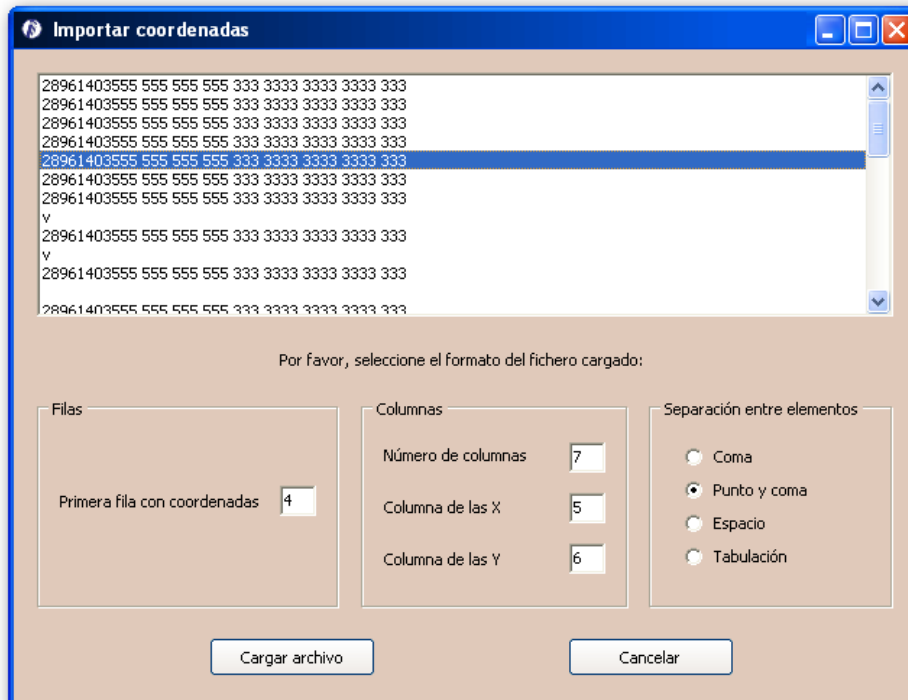 Importar coordenadas
28961403555 555 555 555 333 3333 3333 3333 333
28961403555 555 555 555 333 3333 3333 3333 333
28961403555 555 555 555 333 3333 3333 3333 333
28961403555 555 555 555 333 3333 3333 3333 333
28961403555 555 555 555 333 3333 3333 3333 333
28961403555 555 555 555 333 3333 3333 3333 333
28961403555 555 555 555 333 3333 3333 3333 333
v
28961403555 555 555 555 333 3333 3333 3333 333
v
28961403555 555 555 555 333 3333 3333 3333 333
28961403555 555 555 555 333 3333 3333 3333 333
Por favor, seleccione el formato del fichero cargado:
Filas
Primera fila con coordenadas 4
Columnas
Número de columnas 7
Columna de las X 5
Columna de las Y 6
Separación entre elementos
Coma
Punto y coma
Espacio
Tabulación
Cargar archivo
Cancelar